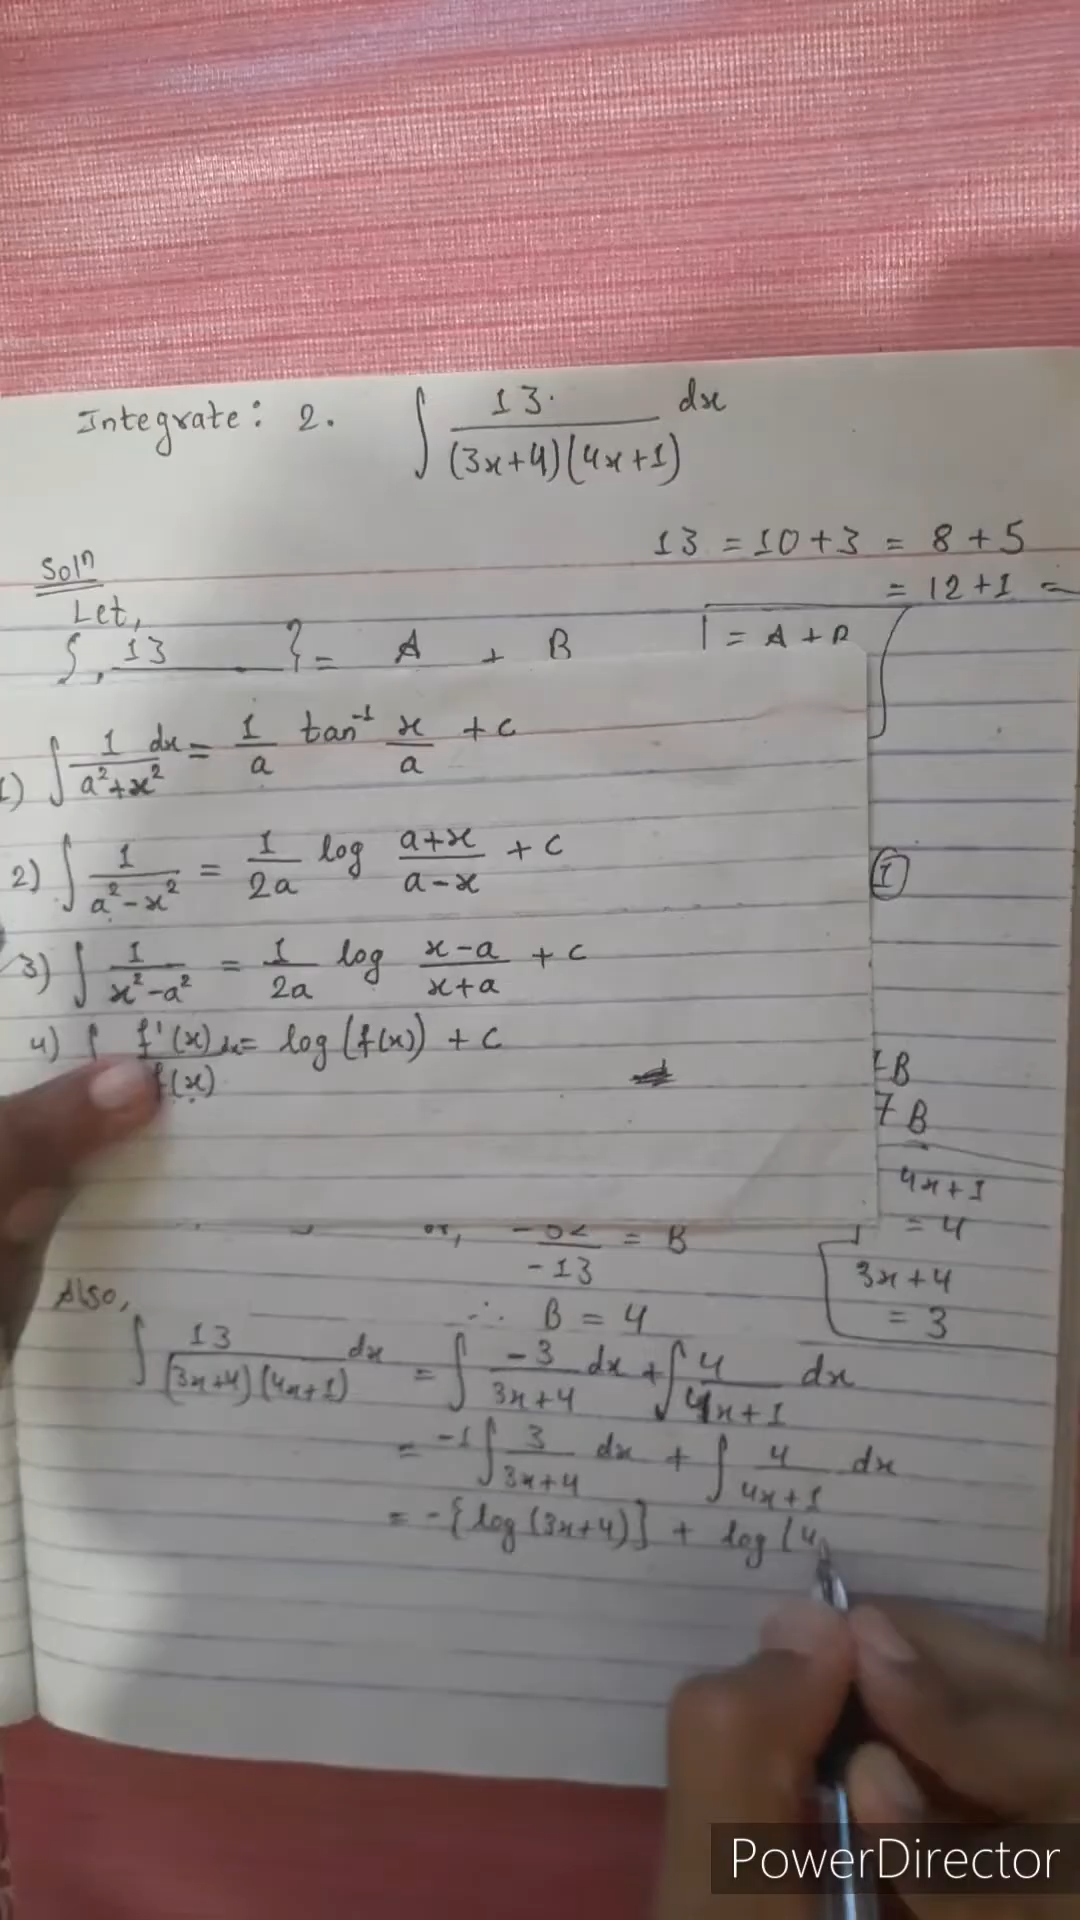 Integrate: 2. ∫ 13 / (3x+4)(4x+1) dx
13 = 10+3 = 8+5
= 12+1 =
Soln
Let,
{ 13 } = A + B
1 = A + B
1) ∫ 1/(a²+x²) dx = 1/a tan⁻¹ x/a + c
2) ∫ 1/(a²-x²) = 1/2a log (a+x)/(a-x) + c
I
3) ∫ 1/(x²-a²) = 1/2a log (x-a)/(x+a) + c
4) ∫ f'(x)/f(x) dx = log(f(x)) + c
B
7 B
4x+1
= 4
or, /-13 = B
3x+4
= 3
Also,
∴ B = 4
∫ 13/(3x+4)(4x+1) dx = ∫ -3/(3x+4) dx + ∫ 4/(4x+1) dx
= -1 ∫ 3/(3x+4) dx + ∫ 4/(4x+1) dx
= -{log(3x+4)} + log(4
PowerDirector